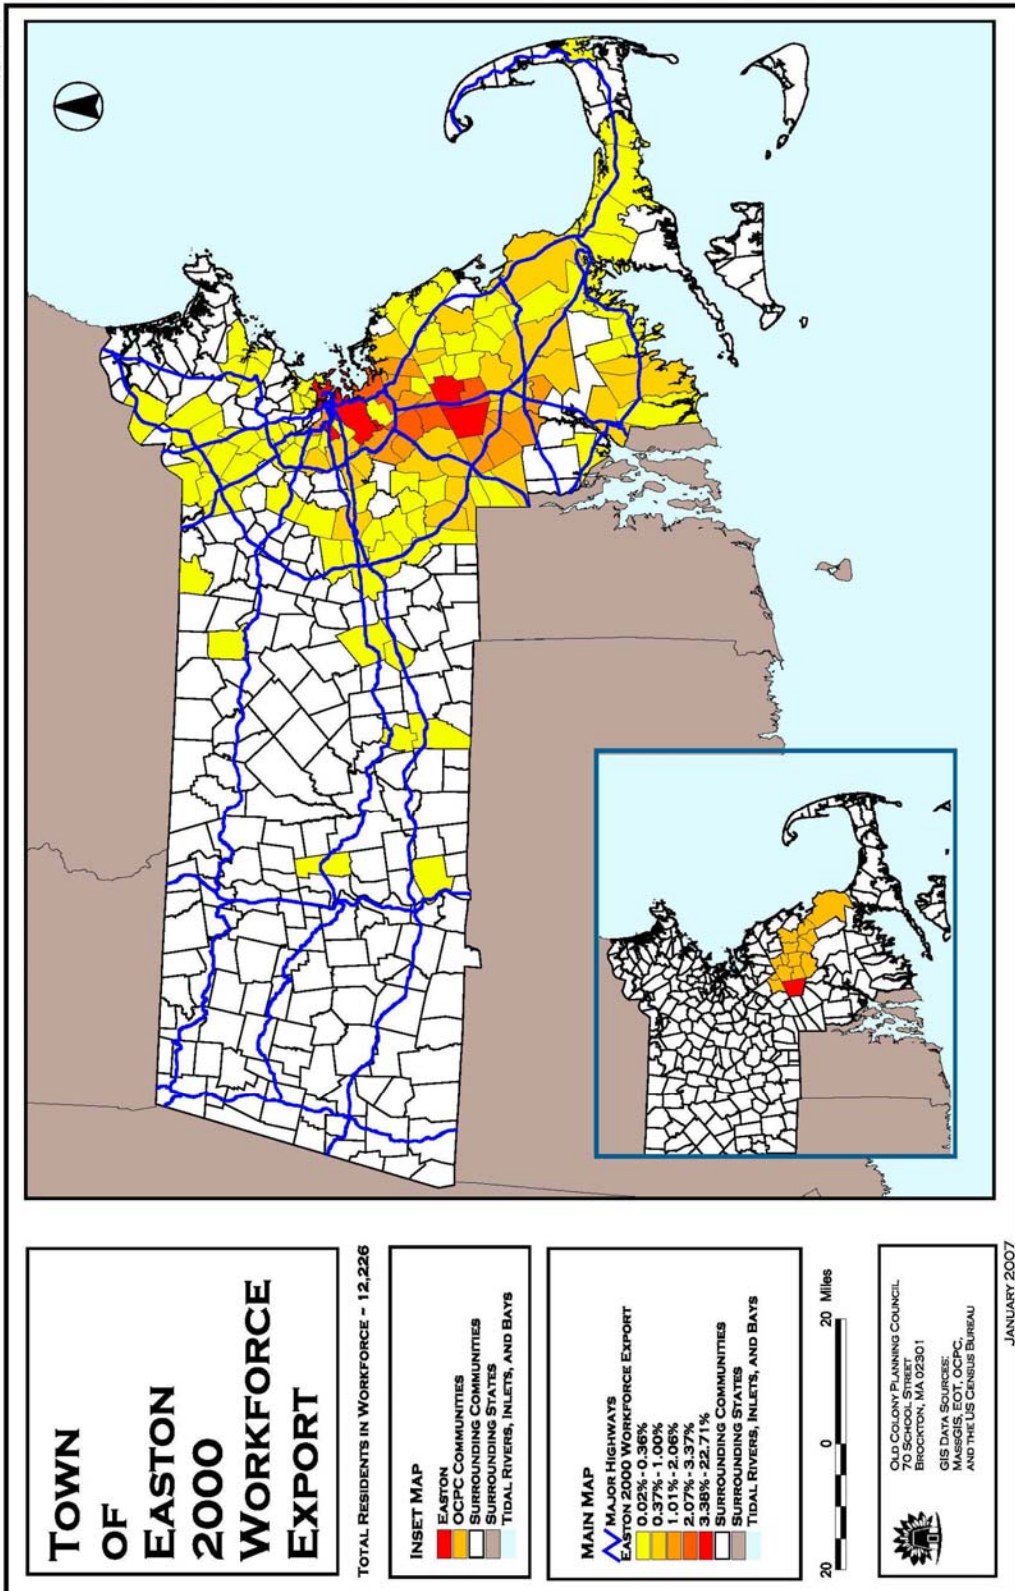 TOWN
OF
EASTON
2000
WORKFORCE
EXPORT
TOTAL RESIDENTS IN WORKFORCE - 12,226
INSET MAP
EASTON
OCPC COMMUNITIES
SURROUNDING COMMUNITIES
SURROUNDING STATES
TIDAL RIVERS, INLETS, AND BAYS
MAIN MAP
MAJOR HIGHWAYS
EASTON 2000 WORKFORCE EXPORT
0.02% - 0.36%
0.37% - 1.00%
1.01% - 2.06%
2.07% - 3.37%
3.38% - 22.71%
SURROUNDING COMMUNITIES
SURROUNDING STATES
TIDAL RIVERS, INLETS, AND BAYS
20 0 20 Miles
OLD COLONY PLANNING COUNCIL
70 SCHOOL STREET
BROCKTON, MA 02301
GIS DATA SOURCES:
MASSGIS, EOT, OCPC,
AND THE US CENSUS BUREAU
JANUARY 2007